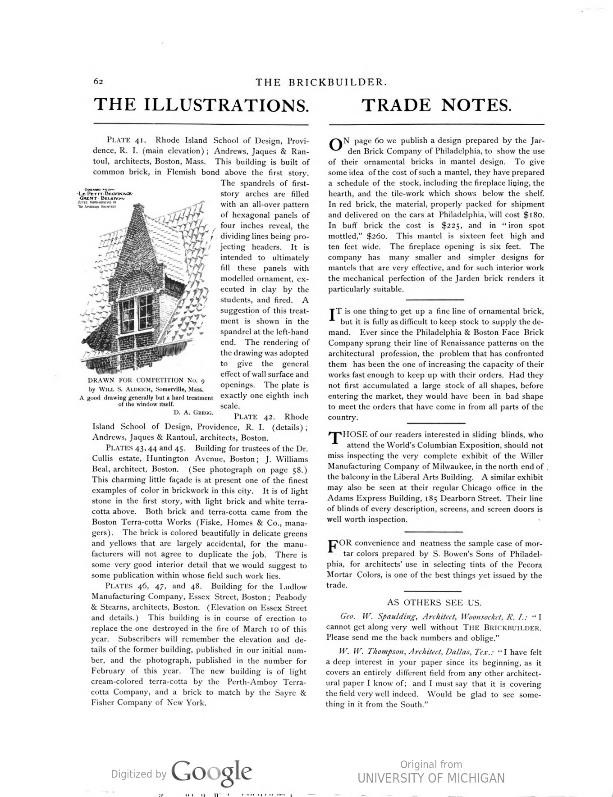 62
THE BRICKBUILDER.
THE ILLUSTRATIONS.
PLATE 41. Rhode Island School of Design, Provi-
dence, R. I. (main elevation); Andrews, Jaques & Ran-
toul, architects, Boston, Mass. This building is built of
common brick, in Flemish bond above the first story.
The spandrels of first-
story arches are filled
with an all-over pattern
of hexagonal panels of
four inches reveal, the
dividing lines being pro-
jecting headers. It is
intended to ultimately
fill these panels with
modelled ornament, ex-
ecuted in clay by the
students, and fired. A
suggestion of this treat-
ment is shown in the
spandrel at the left-hand
end. The rendering of
the drawing was adopted
to give the general
effect of wall surface and
openings. The plate is
exactly one eighth inch
scale.
DRAWN FOR COMPETITION No. 9
by WILL S. ALDRICH, Somerville, Mass.
A good drawing generally but a hard treatment
of the window itself.
D. A. GREGG.
PLATE 42. Rhode
Island School of Design, Providence, R. I. (details);
Andrews, Jaques & Rantoul, architects, Boston.
PLATES 43, 44 and 45. Building for trustees of the Dr.
Cullis estate, Huntington Avenue, Boston; J. Williams
Beal, architect, Boston. (See photograph on page 58.)
This charming little façade is at present one of the finest
examples of color in brickwork in this city. It is of light
stone in the first story, with light brick and white terra-
cotta above. Both brick and terra-cotta came from the
Boston Terra-cotta Works (Fiske, Homes & Co., mana-
gers). The brick is colored beautifully in delicate greens
and yellows that are largely accidental, for the manu-
facturers will not agree to duplicate the job. There is
some very good interior detail that we would suggest to
some publication within whose field such work lies.
PLATES 46, 47, and 48. Building for the Ludlow
Manufacturing Company, Essex Street, Boston; Peabody
& Stearns, architects, Boston. (Elevation on Essex Street
and details.) This building is in course of erection to
replace the one destroyed in the fire of March 10 of this
year. Subscribers will remember the elevation and de-
tails of the former building, published in our initial num-
ber, and the photograph, published in the number for
February of this year. The new building is of light
cream-colored terra-cotta by the Perth-Amboy Terra-
cotta Company, and a brick to match by the Sayre &
Fisher Company of New York.
TRADE NOTES.
ON page 60 we publish a design prepared by the Jar-
den Brick Company of Philadelphia, to show the use
of their ornamental bricks in mantel design. To give
some idea of the cost of such a mantel, they have prepared
a schedule of the stock, including the fireplace lining, the
hearth, and the tile-work which shows below the shelf.
In red brick, the material, properly packed for shipment
and delivered on the cars at Philadelphia, will cost $180.
In buff brick the cost is $225, and in "iron spot
mottled," $260. This mantel is sixteen feet high and
ten feet wide. The fireplace opening is six feet. The
company has many smaller and simpler designs for
mantels that are very effective, and for such interior work
the mechanical perfection of the Jarden brick renders it
particularly suitable.
IT is one thing to get up a fine line of ornamental brick,
but it is fully as difficult to keep stock to supply the de-
mand. Ever since the Philadelphia & Boston Face Brick
Company sprung their line of Renaissance patterns on the
architectural profession, the problem that has confronted
them has been the one of increasing the capacity of their
works fast enough to keep up with their orders. Had they
not first accumulated a large stock of all shapes, before
entering the market, they would have been in bad shape
to meet the orders that have come in from all parts of the
country.
THOSE of our readers interested in sliding blinds, who
attend the World's Columbian Exposition, should not
miss inspecting the very complete exhibit of the Willer
Manufacturing Company of Milwaukee, in the north end of
the balcony in the Liberal Arts Building. A similar exhibit
may also be seen at their regular Chicago office in the
Adams Express Building, 185 Dearborn Street. Their line
of blinds of every description, screens, and screen doors is
well worth inspection.
FOR convenience and neatness the sample case of mor-
tar colors prepared by S. Bowen's Sons of Philadel-
phia, for architects' use in selecting tints of the Pecora
Mortar Colors, is one of the best things yet issued by the
trade.
AS OTHERS SEE US.
Geo. W. Spaulding, Architect, Woonsocket, R. I.: "I
cannot get along very well without THE BRICKBUILDER.
Please send me the back numbers and oblige."
W. W. Thompson, Architect, Dallas, Tex.: "I have felt
a deep interest in your paper since its beginning, as it
covers an entirely different field from any other architect-
ural paper I know of; and I must say that it is covering
the field very well indeed. Would be glad to see some-
thing in it from the South."
Digitized by Google
Original from
UNIVERSITY OF MICHIGAN